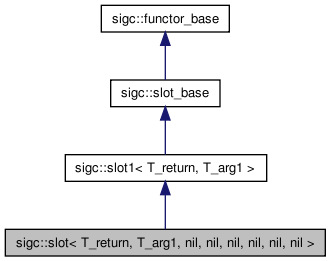 sigc::functor_base
sigc::slot_base
sigc::slot1< T_return, T_arg1 >
sigc::slot< T_return, T_arg1, nil, nil, nil, nil, nil, nil >